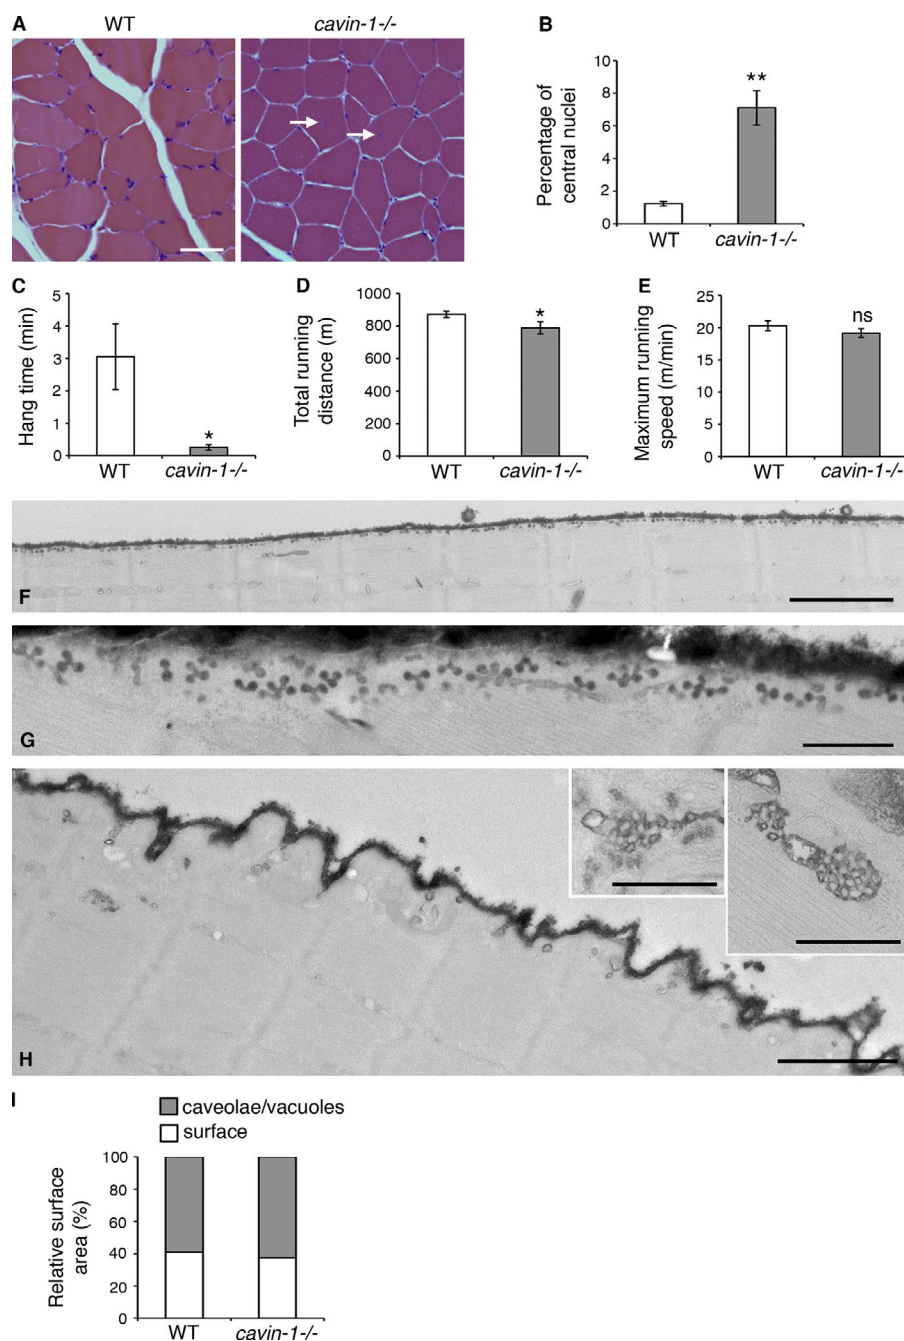 A
WT
cavin-1-/-
B
Percentage of
central nuclei
10
8
6
4
2
0
**
WT
cavin-1-/-
C
Hang time (min)
5
4
3
2
1
0
*
WT
cavin-1-/-
D
Total running
distance (m)
1000
800
600
400
200
0
*
WT
cavin-1-/-
E
Maximum running
speed (m/min)
25
20
15
10
5
0
ns
WT
cavin-1-/-
F
G
H
I
caveolae/vacuoles
surface
Relative surface
area (%)
100
80
60
40
20
0
WT
cavin-1-/-